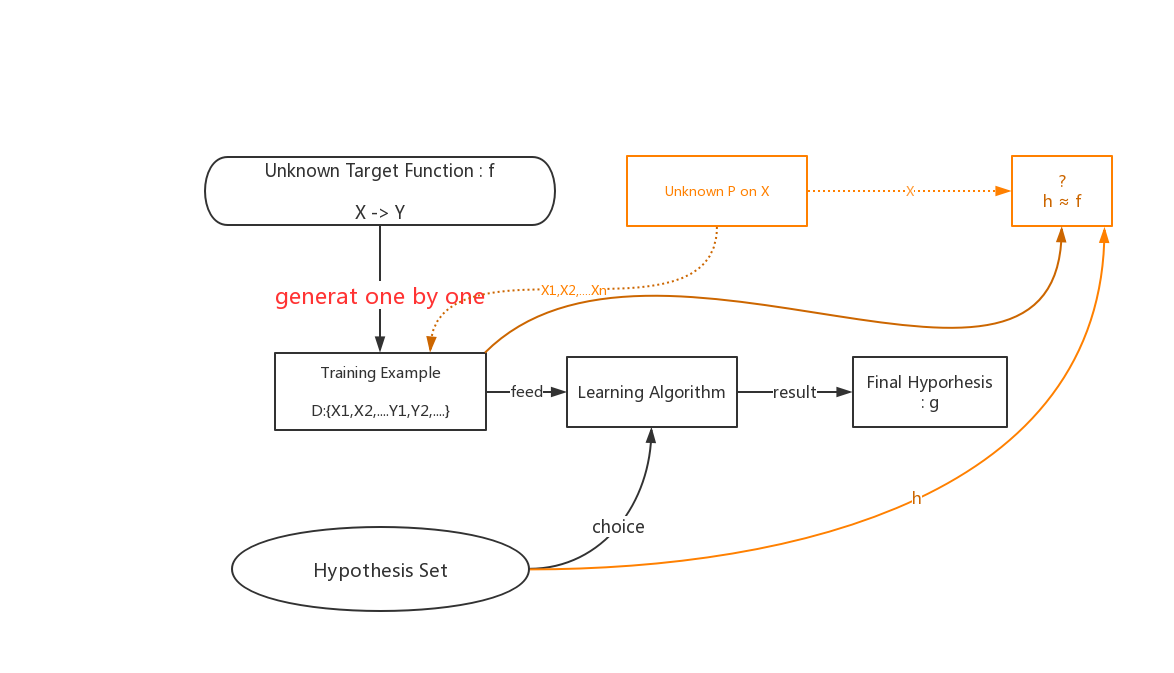 Unknown Target Function : f
X -> Y
Unknown P on X
X
?
h ≈ f
generat one by one
X1,X2,....Xn
Training Example
D:{X1,X2,....Y1,Y2,....}
feed
Learning Algorithm
result
Final Hyporhesis
: g
h
choice
Hypothesis Set